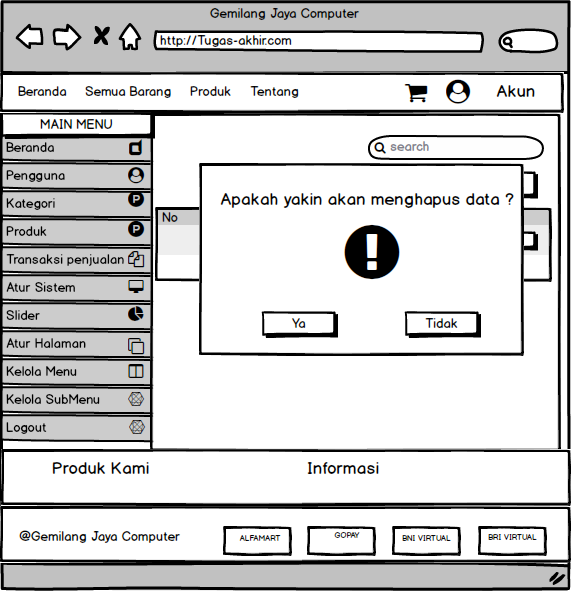 Gemilang Jaya Computer
http://Tugas-akhir.com
Beranda Semua Barang Produk Tentang Akun
MAIN MENU
Beranda
Pengguna
Kategori
Produk
Transaksi penjualan
Atur Sistem
Slider
Atur Halaman
Kelola Menu
Kelola SubMenu
Logout
search
No
Apakah yakin akan menghapus data ?
Ya Tidak
Produk Kami Informasi
@Gemilang Jaya Computer ALFAMART GOPAY BNI VIRTUAL BRI VIRTUAL